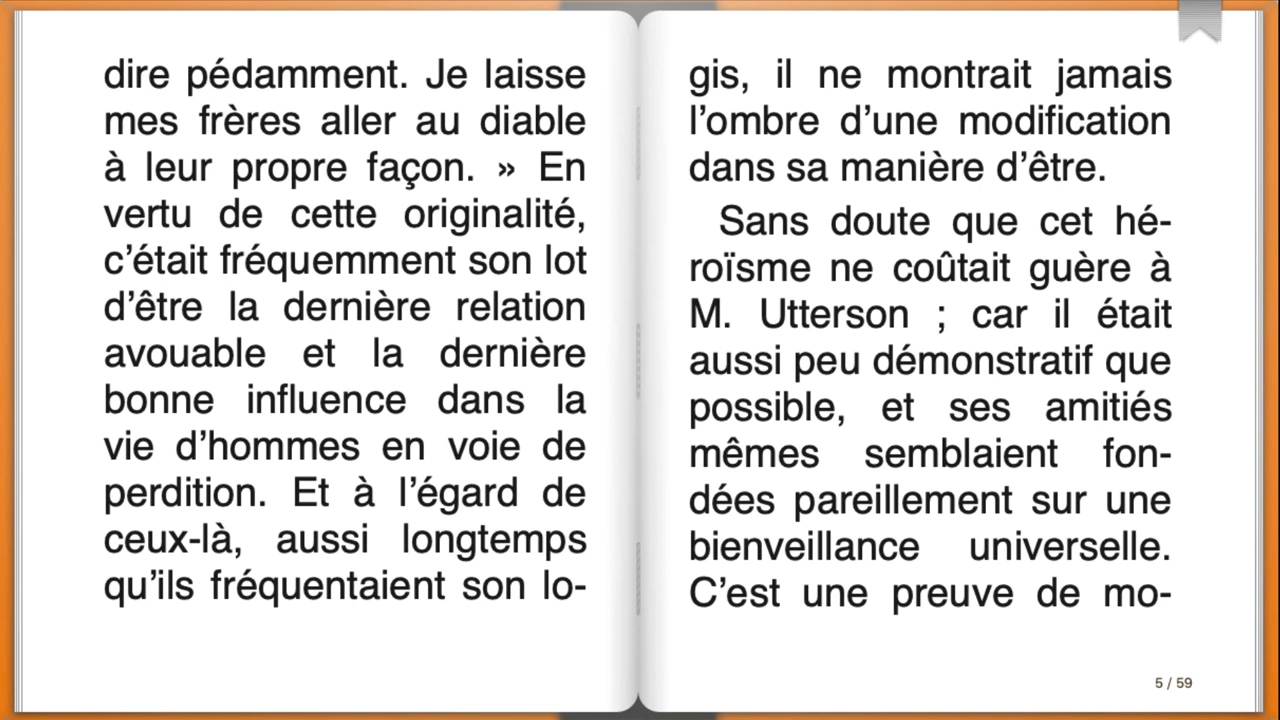 dire pédamment. Je laisse
mes frères aller au diable
à leur propre façon. » En
vertu de cette originalité,
c’était fréquemment son lot
d’être la dernière relation
avouable et la dernière
bonne influence dans la
vie d’hommes en voie de
perdition. Et à l’égard de
ceux-là, aussi longtemps
qu’ils fréquentaient son lo-
gis, il ne montrait jamais
l’ombre d’une modification
dans sa manière d’être.
Sans doute que cet hé-
roïsme ne coûtait guère à
M. Utterson ; car il était
aussi peu démonstratif que
possible, et ses amitiés
mêmes semblaient fon-
dées pareillement sur une
bienveillance universelle.
C’est une preuve de mo-
5 / 59